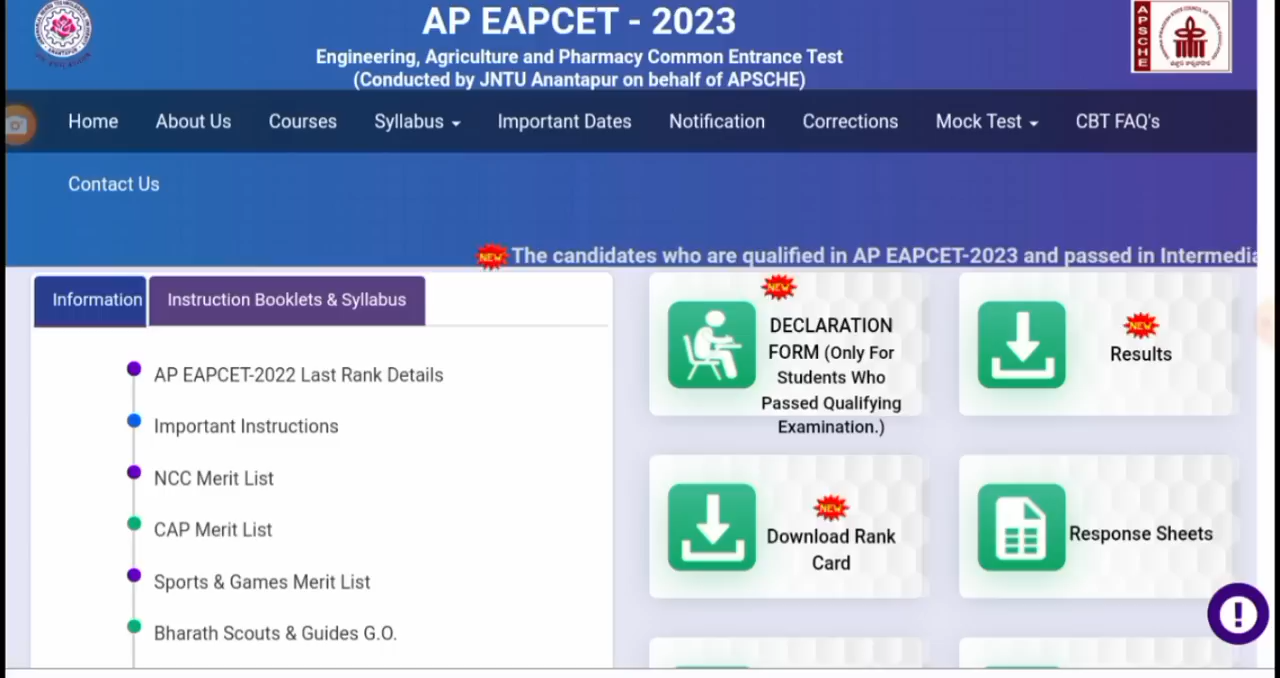 AP EAPCET - 2023
Engineering, Agriculture and Pharmacy Common Entrance Test
(Conducted by JNTU Anantapur on behalf of APSCHE)
APSCHE
Home About Us Courses Syllabus Important Dates Notification Corrections Mock Test CBT FAQ's
Contact Us
NEW The candidates who are qualified in AP EAPCET-2023 and passed in Intermedia
Information Instruction Booklets & Syllabus
AP EAPCET-2022 Last Rank Details
Important Instructions
NCC Merit List
CAP Merit List
Sports & Games Merit List
Bharath Scouts & Guides G.O.
NEW
DECLARATION
FORM (Only For
Students Who
Passed Qualifying
Examination.)
NEW
Results
NEW
Download Rank
Card
Response Sheets